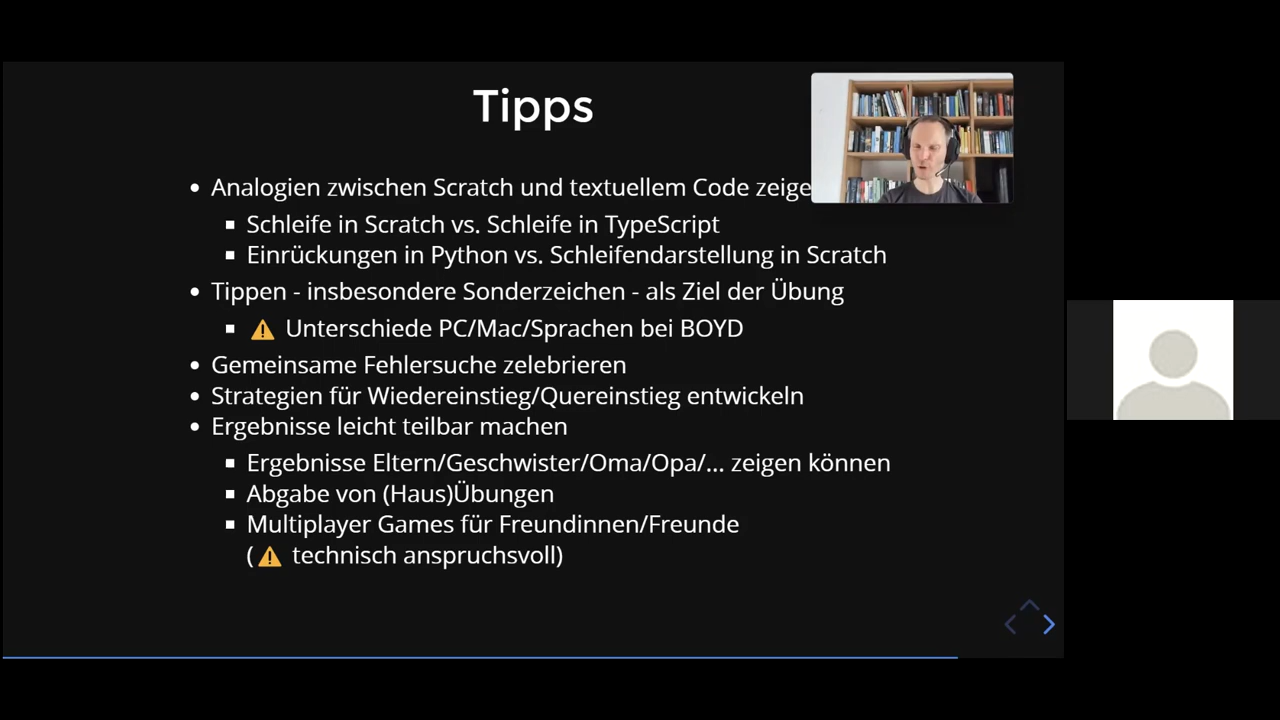 Tipps
Analogien zwischen Scratch und textuellem Code zeige
Schleife in Scratch vs. Schleife in TypeScript
Einrückungen in Python vs. Schleifendarstellung in Scratch
Tippen - insbesondere Sonderzeichen - als Ziel der Übung
⚠ Unterschiede PC/Mac/Sprachen bei BOYD
Gemeinsame Fehlersuche zelebrieren
Strategien für Wiedereinstieg/Quereinstieg entwickeln
Ergebnisse leicht teilbar machen
Ergebnisse Eltern/Geschwister/Oma/Opa/... zeigen können
Abgabe von (Haus)Übungen
Multiplayer Games für Freundinnen/Freunde
(⚠ technisch anspruchsvoll)